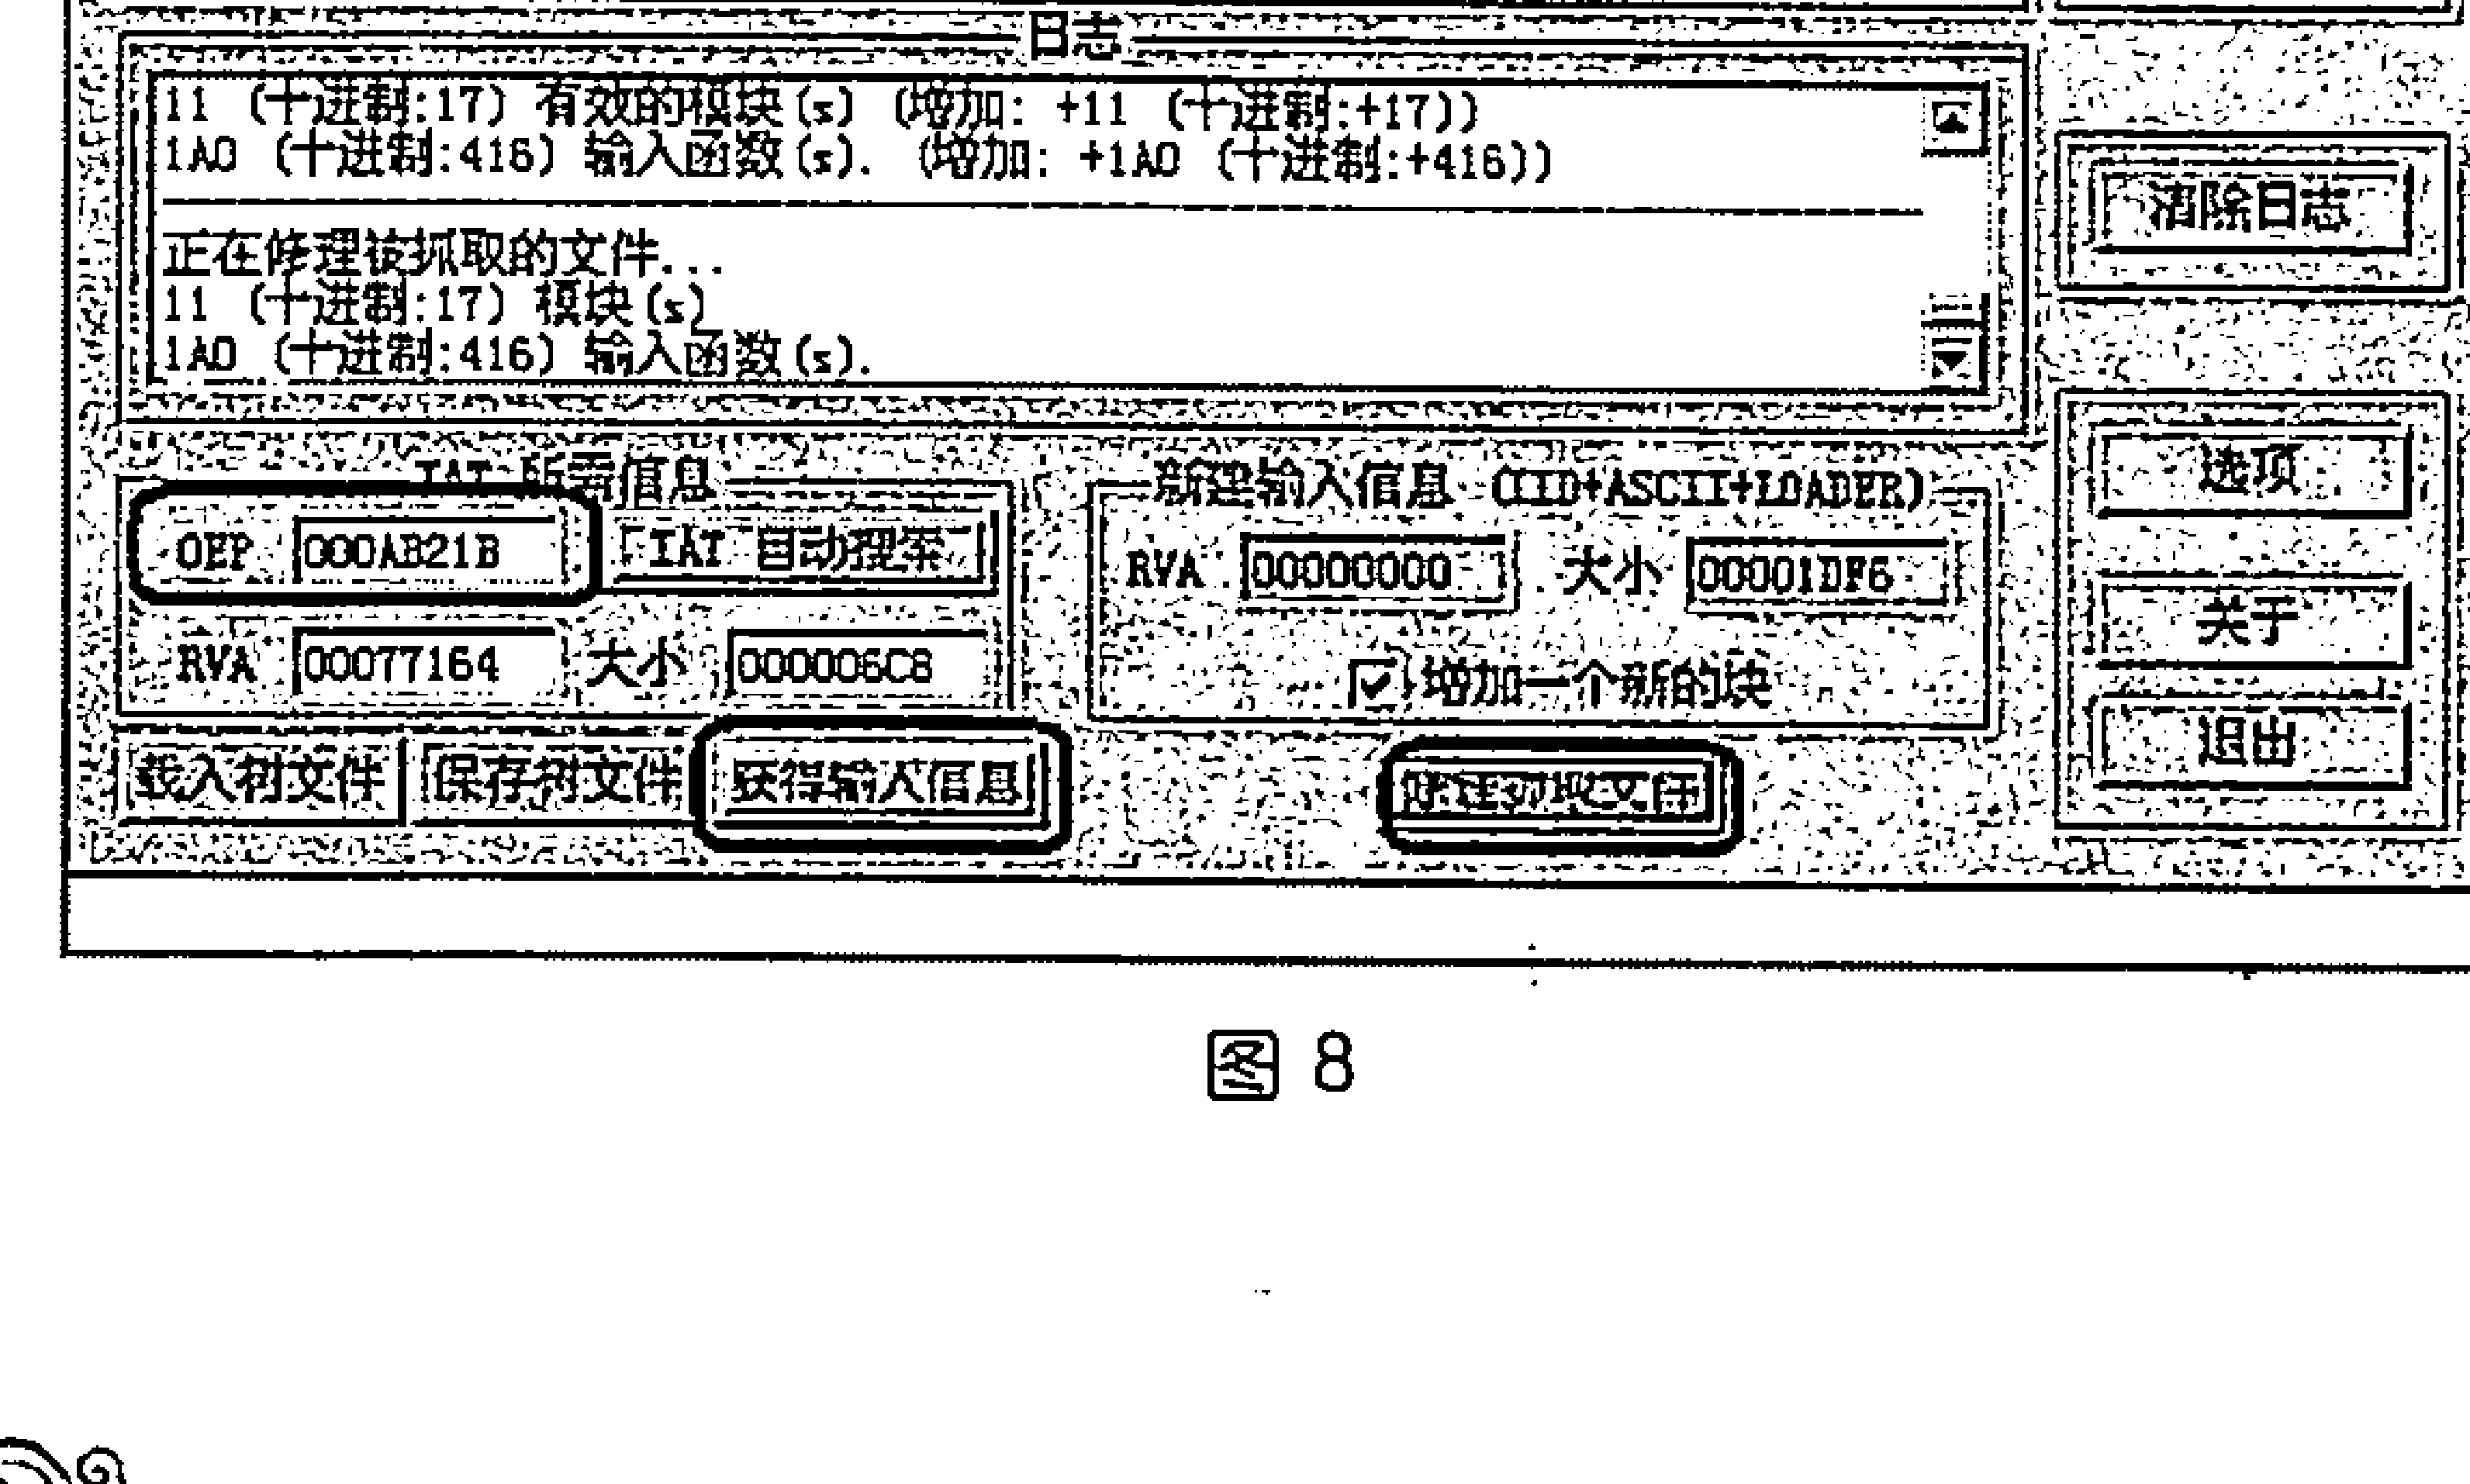 日志
11 (十进制:17) 有效的模块(s) (增加: +11 (十进制:+17))
1A0 (十进制:416) 输入函数(s). (增加: +1A0 (十进制:+416))
清除日志
正在修理被抓取的文件...
11 (十进制:17) 模块(s)
1A0 (十进制:416) 输入函数(s).
IAT 所需信息
OEP 000AB21B IAT 自动搜索
RVA 00077164 大小 000006C8
新建输入信息 (IID+ASCII+LOADER)
RVA 00000000 大小 00001DF6
增加一个新的块
选项
关于
退出
载入树文件 保存树文件 获得输入信息 修理抓取文件
图 8